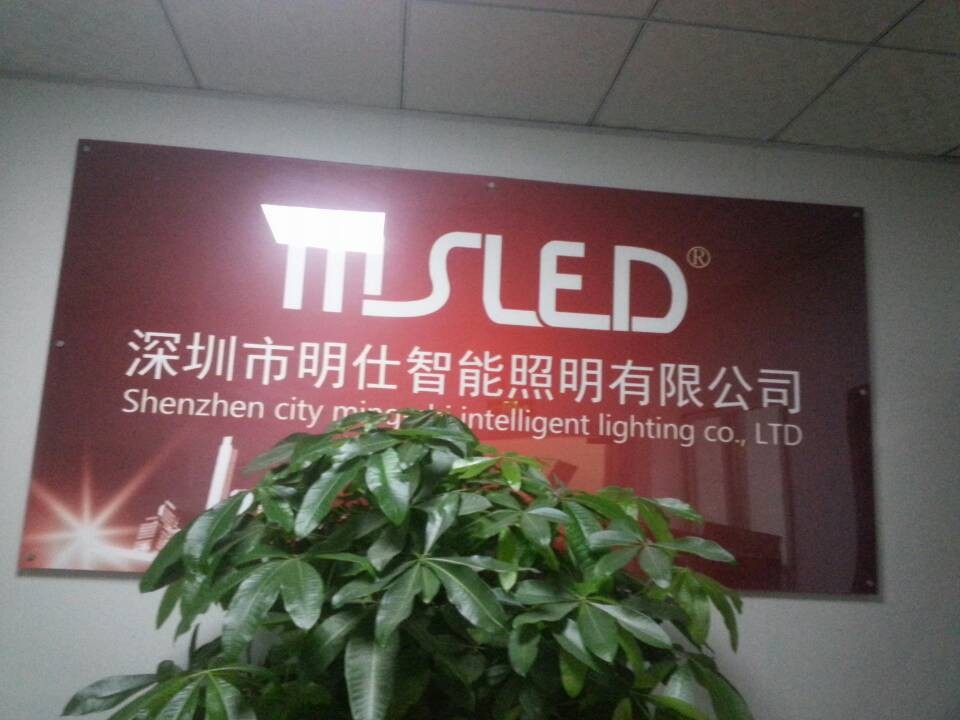 MSLED®
深圳市明仕智能照明有限公司
Shenzhen city intelligent lighting co., LTD